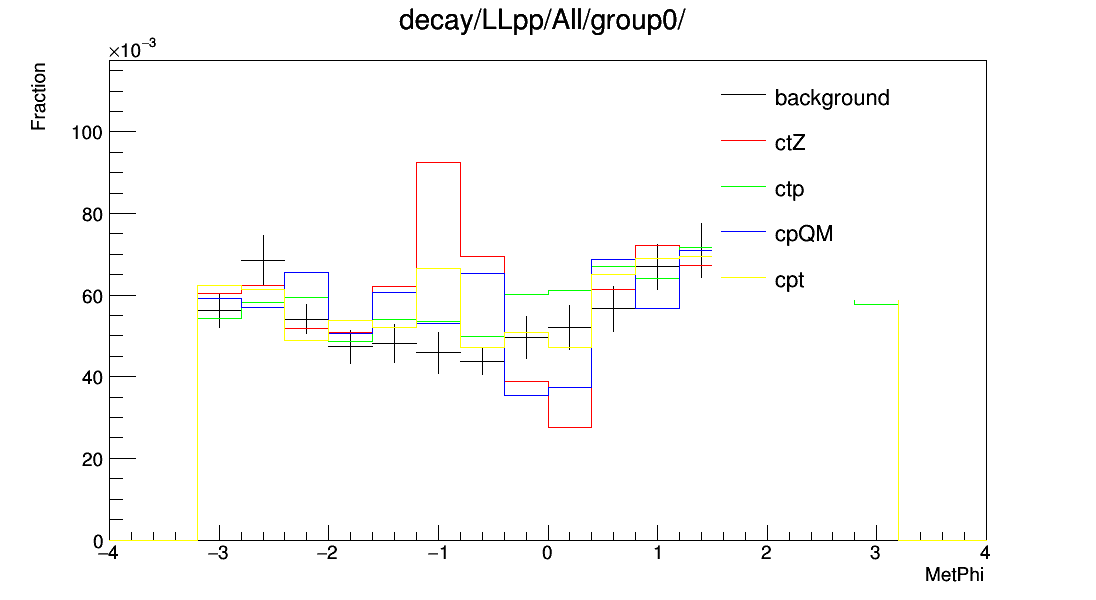 decay/LLpp/All/group0/
×10−3
Fraction
background
ctZ
ctp
cpQM
cpt
100
80
60
40
20
0
−4 −3 −2 −1 0 1 2 3 4
MetPhi